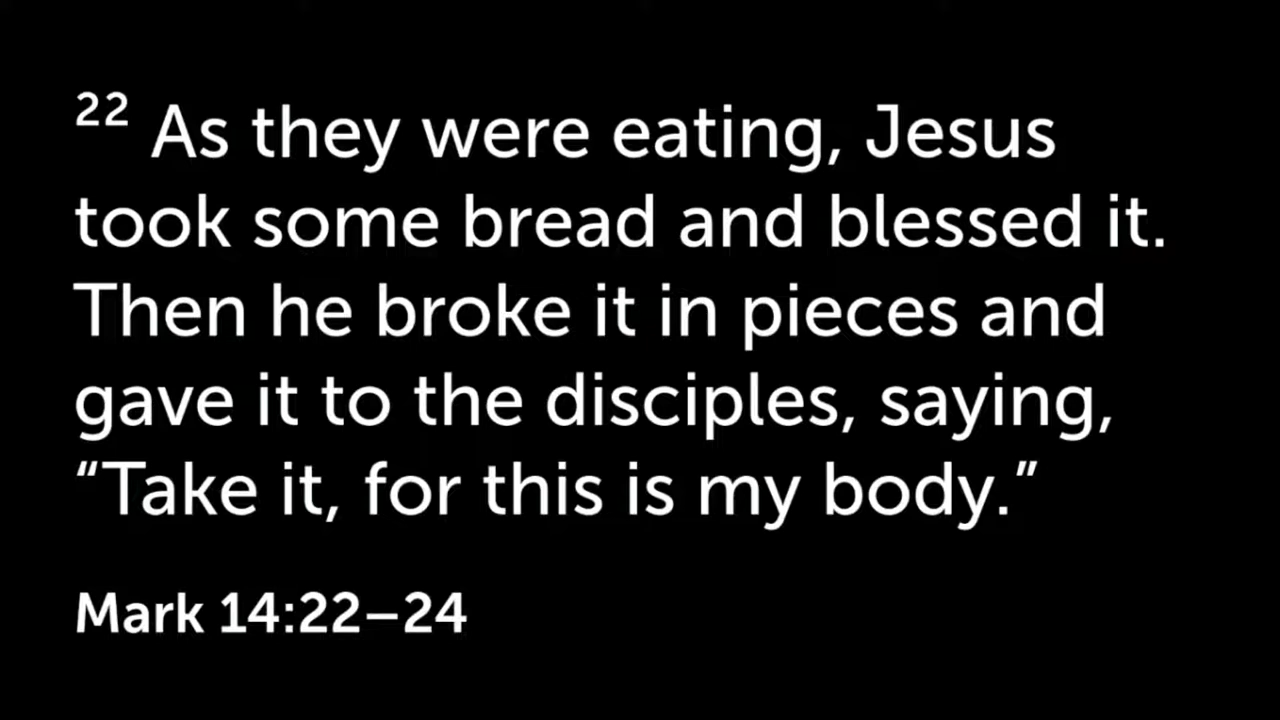 22 As they were eating, Jesus
took some bread and blessed it.
Then he broke it in pieces and
gave it to the disciples, saying,
“Take it, for this is my body.”
Mark 14:22–24